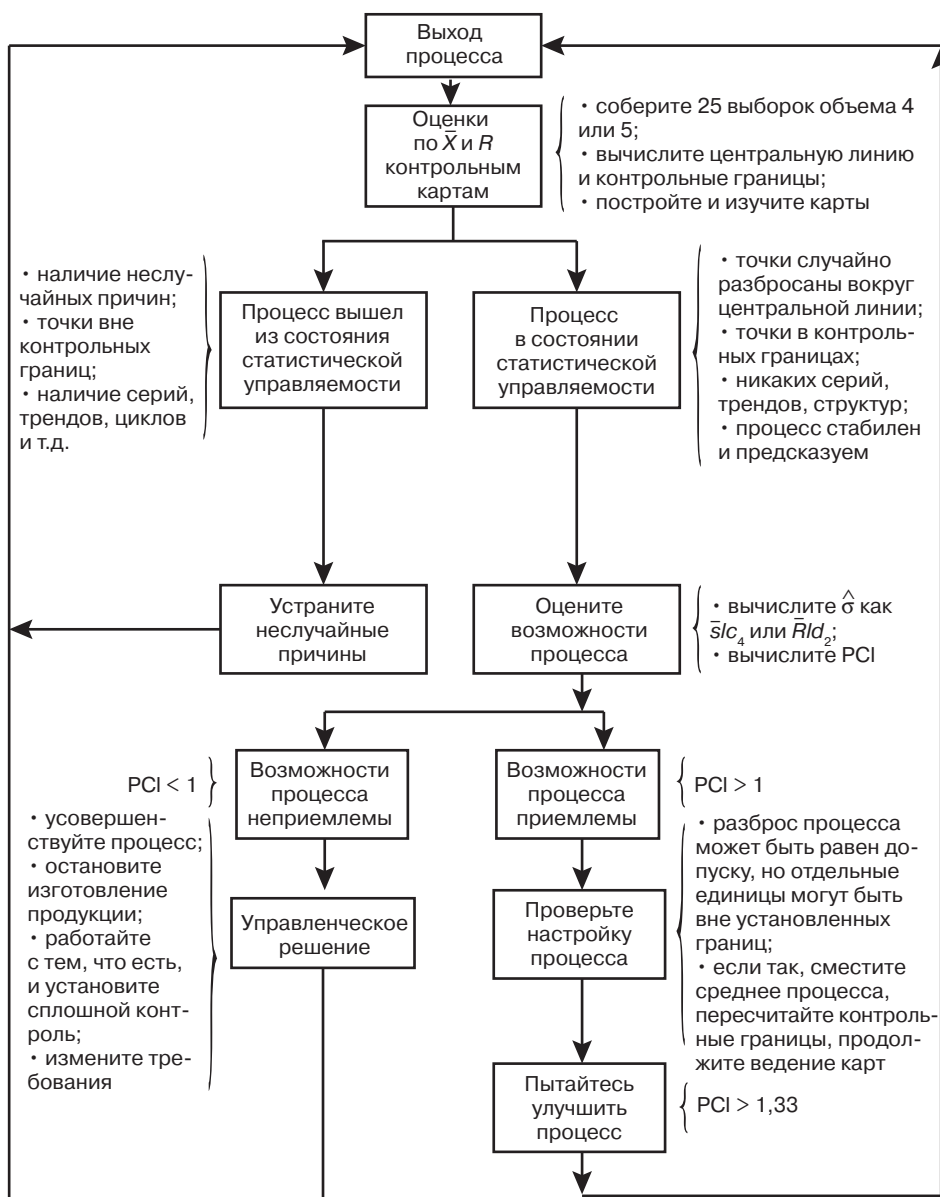 Выход
процесса
Оценки
по X̄ и R
контрольным
картам
• соберите 25 выборок объема 4
или 5;
• вычислите центральную линию
и контрольные границы;
• постройте и изучите карты
• наличие неслу-
чайных причин;
• точки вне
контрольных
границ;
• наличие серий,
трендов, циклов
и т.д.
Процесс вышел
из состояния
статистической
управляемости
Процесс
в состоянии
статистической
управляемости
• точки случайно
разбросаны вокруг
центральной линии;
• точки в контроль-
ных границах;
• никаких серий,
трендов, структур;
• процесс стабилен
и предсказуем
Устраните
неслучайные
причины
Оцените
возможности
процесса
• вычислите σ̂ как
s̄/c₄ или R̄/d₂;
• вычислите PCI
PCI < 1
Возможности
процесса
неприемлемы
Возможности
процесса
приемлемы
PCI > 1
• усовершен-
ствуйте процесс;
• остановите
изготовление
продукции;
• работайте
с тем, что есть,
и установите
сплошной конт-
роль;
• измените тре-
бования
Управленческое
решение
Проверьте
настройку
процесса
• разброс процесса
может быть равен до-
пуску, но отдельные
единицы могут быть
вне установленных
границ;
• если так, сместите
среднее процесса,
пересчитайте контроль-
ные границы, продол-
жите ведение карт
Пытайтесь
улучшить
процесс
PCI > 1,33